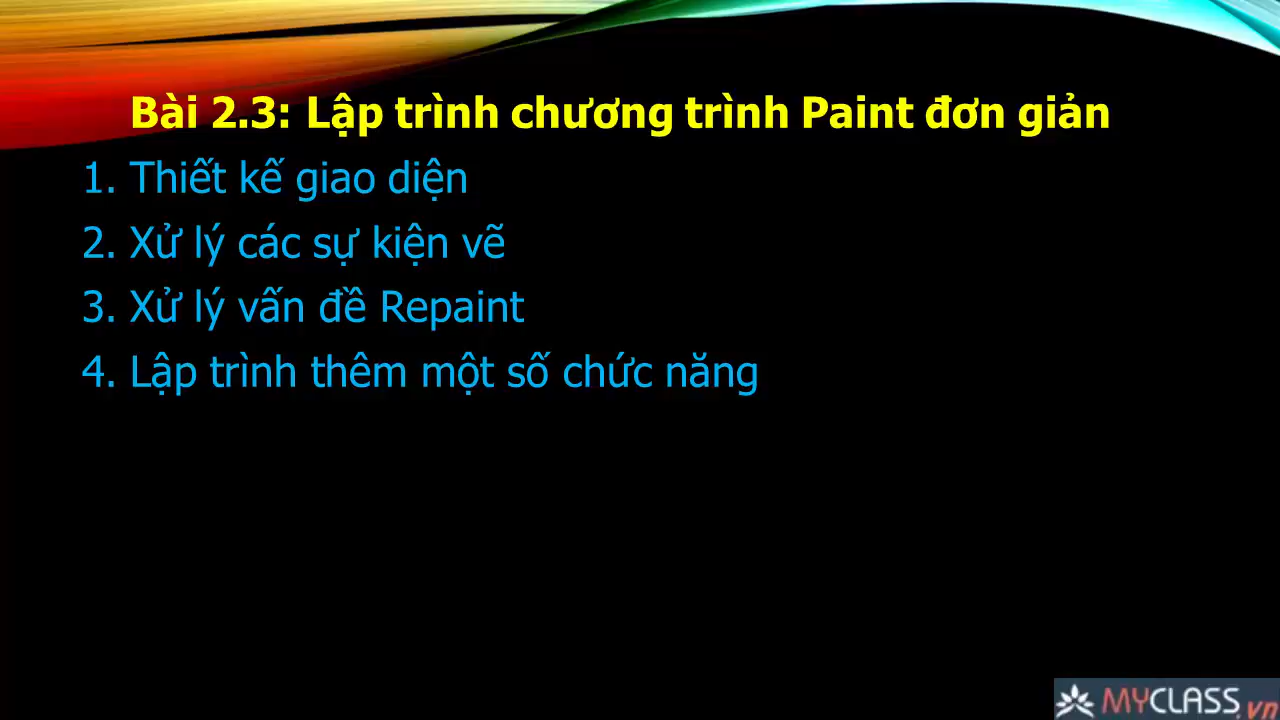 Bài 2.3: Lập trình chương trình Paint đơn giản
1. Thiết kế giao diện
2. Xử lý các sự kiện vẽ
3. Xử lý vấn đề Repaint
4. Lập trình thêm một số chức năng
MYCLASS.vn